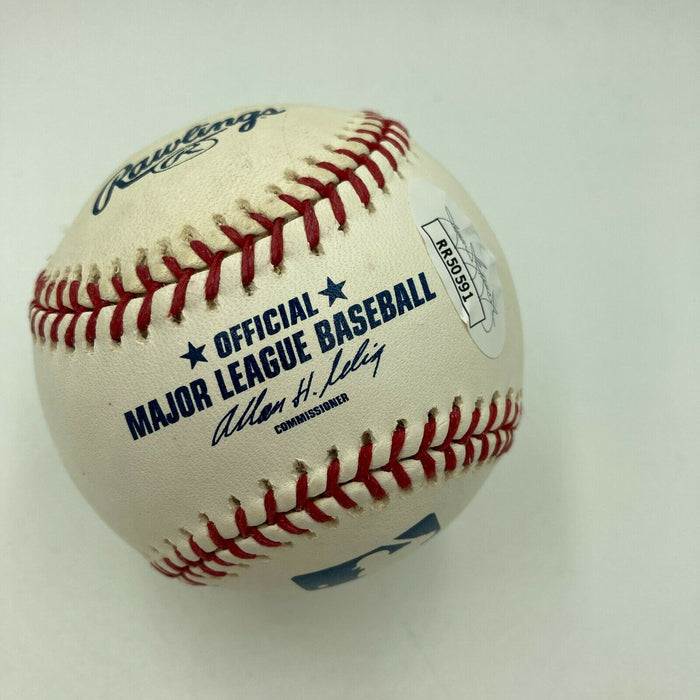 Rawlings
R
★ OFFICIAL ★
MAJOR LEAGUE BASEBALL
Allan H. Selig
COMMISSIONER
RR50591